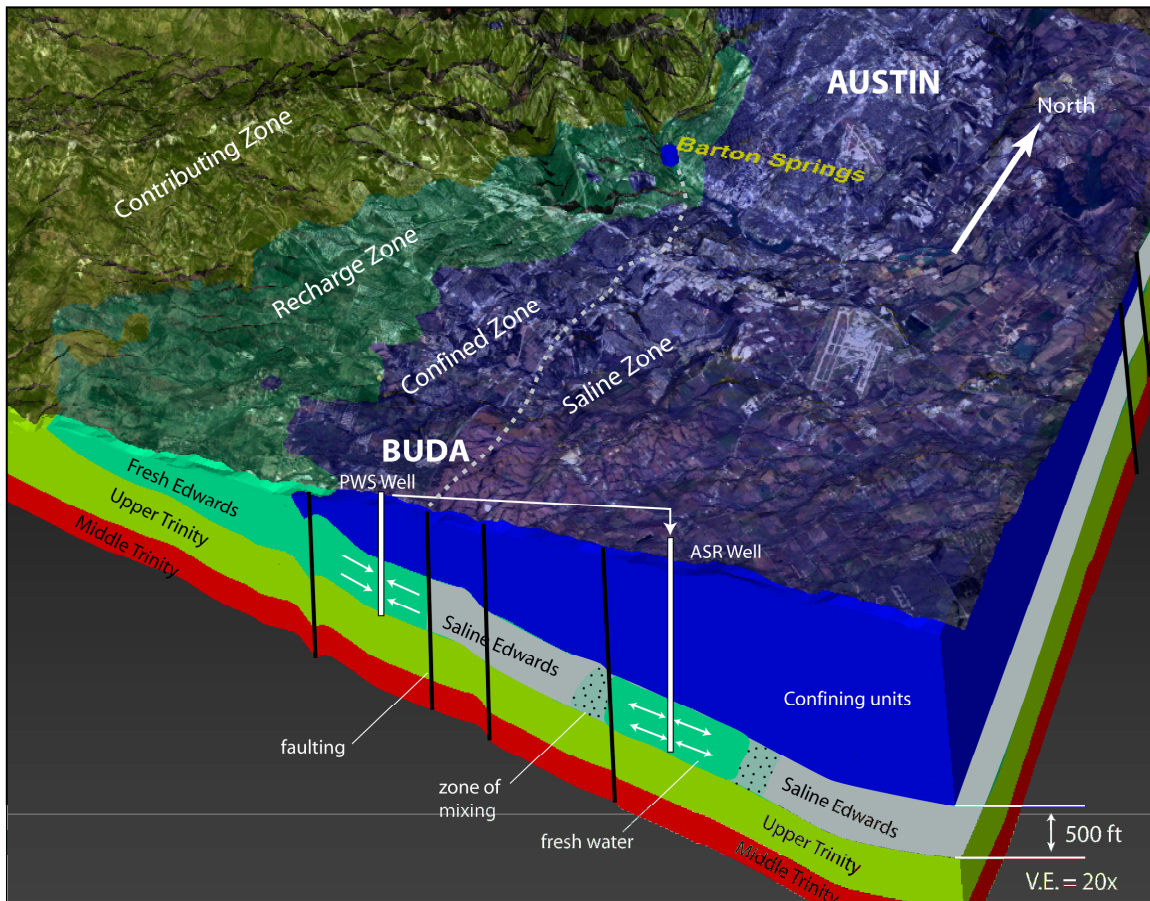 AUSTIN
North
Barton Springs
Contributing Zone
Recharge Zone
Confined Zone
Saline Zone
BUDA
PWS Well
Fresh Edwards
Upper Trinity
Middle Trinity
ASR Well
Saline Edwards
Confining units
faulting
zone of
mixing
fresh water
Saline Edwards
Upper Trinity
Middle Trinity
500 ft
V.E. = 20x